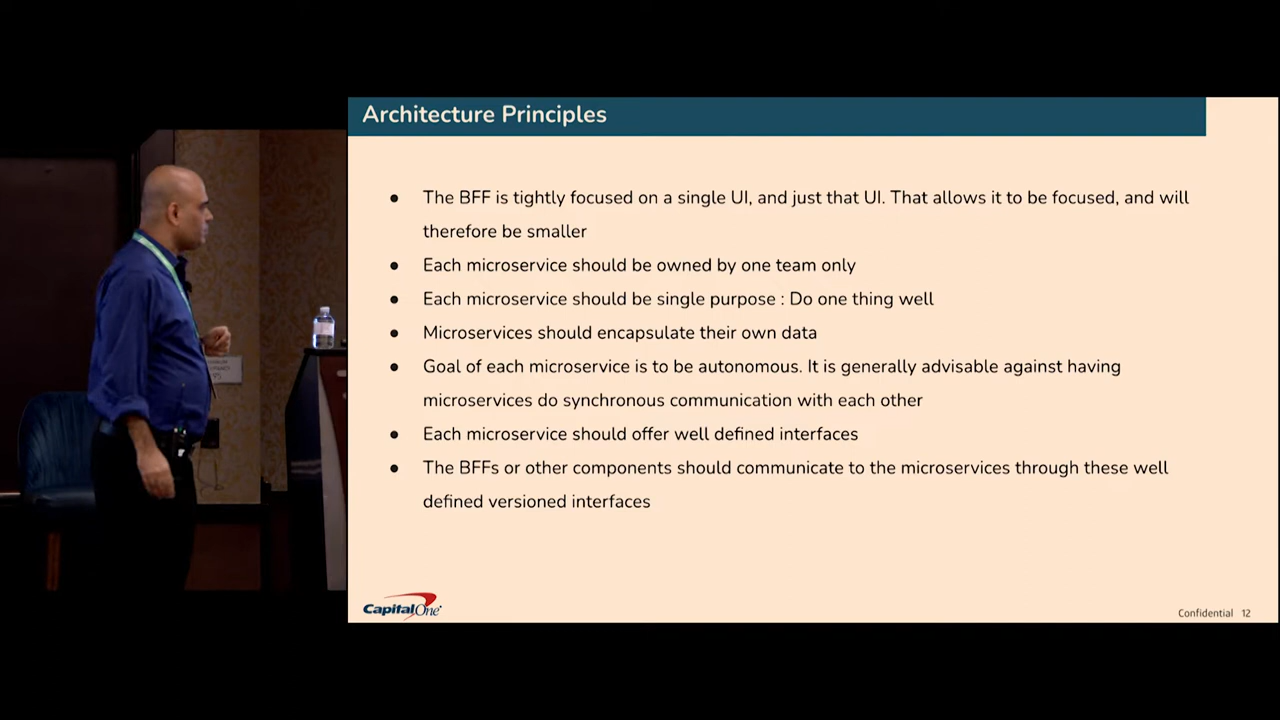 Architecture Principles
● The BFF is tightly focused on a single UI, and just that UI. That allows it to be focused, and will
therefore be smaller
● Each microservice should be owned by one team only
● Each microservice should be single purpose : Do one thing well
● Microservices should encapsulate their own data
● Goal of each microservice is to be autonomous. It is generally advisable against having
microservices do synchronous communication with each other
● Each microservice should offer well defined interfaces
● The BFFs or other components should communicate to the microservices through these well
defined versioned interfaces
CapitalOne
Confidential 12